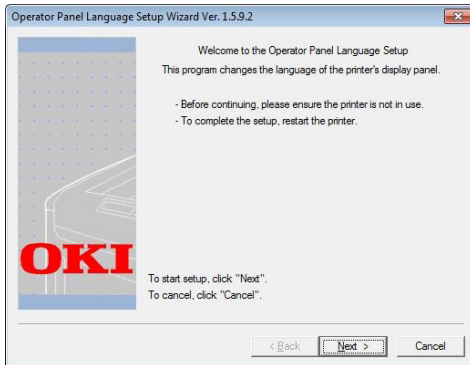 Operator Panel Language Setup Wizard Ver. 1.5.9.2
Welcome to the Operator Panel Language Setup
This program changes the language of the printer's display panel.
- Before continuing, please ensure the printer is not in use.
- To complete the setup, restart the printer.
OKI
To start setup, click "Next".
To cancel, click "Cancel".
< Back
Next >
Cancel